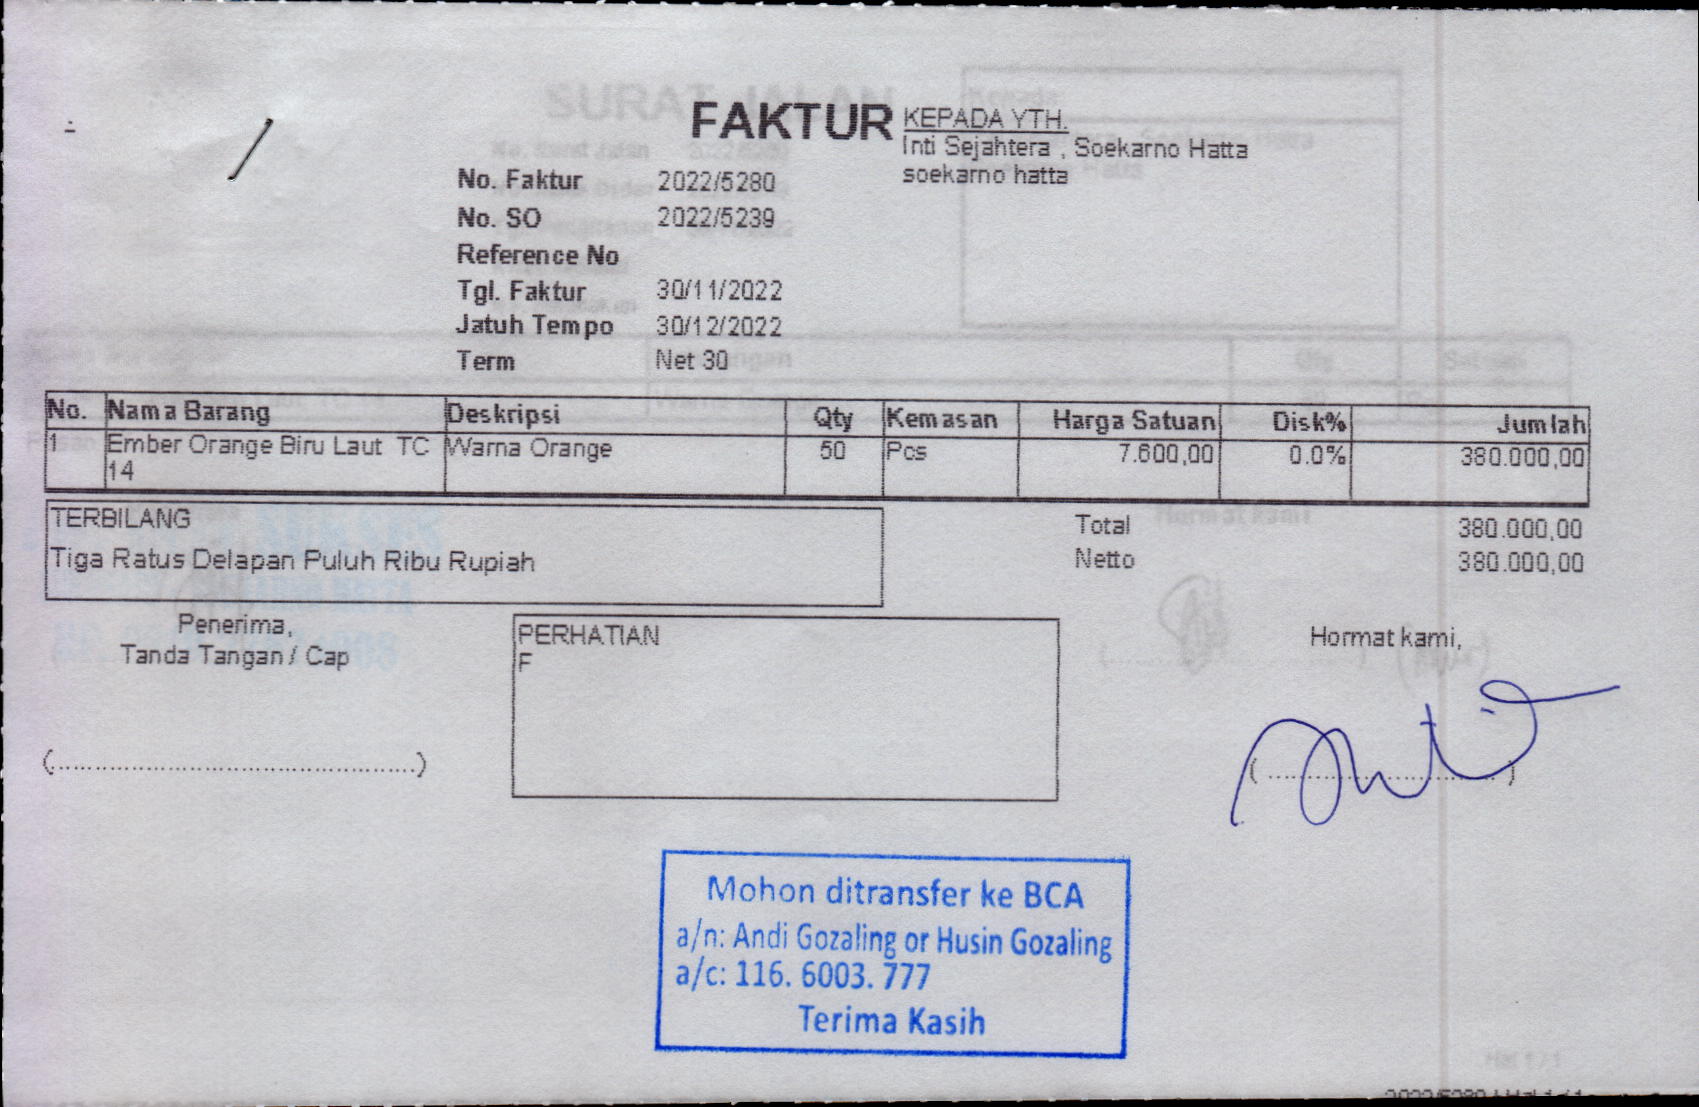 FAKTUR
KEPADA YTH.
Inti Sejahtera , Soekarno Hatta
soekarno hatta
No. Faktur 2022/5280
No. SO 2022/5239
Reference No
Tgl. Faktur 30/11/2022
Jatuh Tempo 30/12/2022
Term Net 30
No. Nama Barang Deskripsi Qty Kemasan Harga Satuan Disk% Jumlah
1 Ember Orange Biru Laut TC Warna Orange 50 Pcs 7.600,00 0.0% 380.000,00
14
TERBILANG
Tiga Ratus Delapan Puluh Ribu Rupiah
Total 380.000,00
Netto 380.000,00
Penerima,
Tanda Tangan / Cap
(................................................)
PERHATIAN
F
Hormat kami,
Mohon ditransfer ke BCA
a/n: Andi Gozaling or Husin Gozaling
a/c: 116. 6003. 777
Terima Kasih